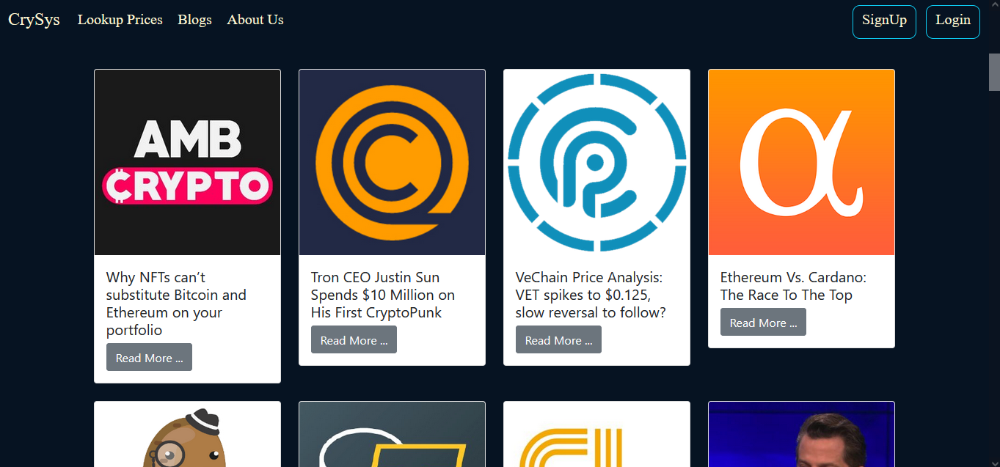 CrySys Lookup Prices Blogs About Us SignUp Login
AMB
CRYPTO
Why NFTs can’t
substitute Bitcoin and
Ethereum on your
portfolio
Read More ...
Tron CEO Justin Sun
Spends $10 Million on
His First CryptoPunk
Read More ...
VeChain Price Analysis:
VET spikes to $0.125,
slow reversal to follow?
Read More ...
α
Ethereum Vs. Cardano:
The Race To The Top
Read More ...